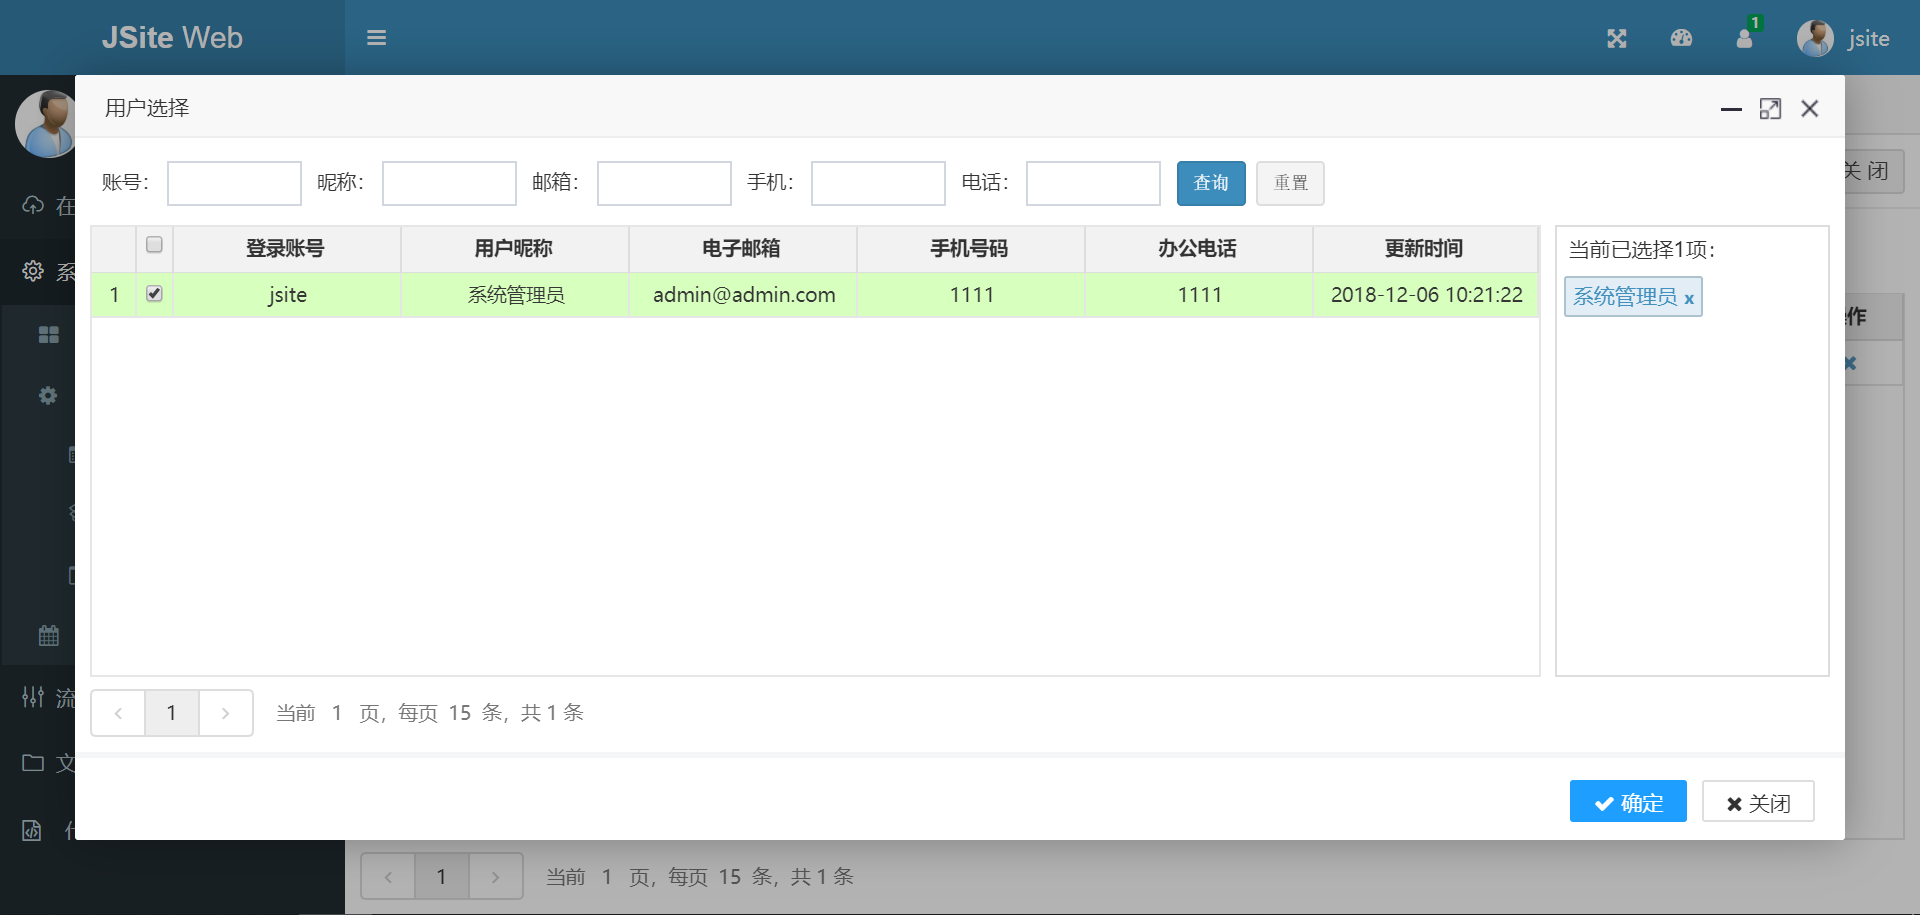 JSite Web
1
jsite
用户选择
账号：
昵称：
邮箱：
手机：
电话：
查询
重置
关 闭
登录账号 用户昵称 电子邮箱 手机号码 办公电话 更新时间
1 jsite 系统管理员 admin@admin.com 1111 1111 2018-12-06 10:21:22
当前已选择1项：
系统管理员 x
在
系
作
流
文
1
当前 1 页，每页 15 条，共 1 条
确定
关闭
1
当前 1 页，每页 15 条，共 1 条